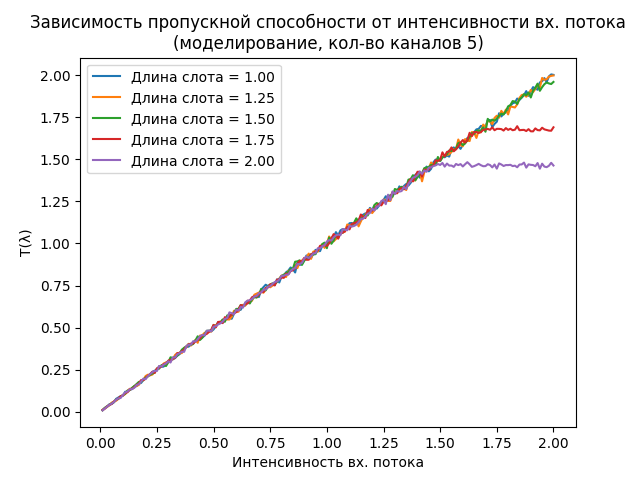 Зависимость пропускной способности от интенсивности вх. потока
(моделирование, кол-во каналов 5)
Длина слота = 1.00
Длина слота = 1.25
Длина слота = 1.50
Длина слота = 1.75
Длина слота = 2.00
T(λ)
2.00
1.75
1.50
1.25
1.00
0.75
0.50
0.25
0.00
0.00 0.25 0.50 0.75 1.00 1.25 1.50 1.75 2.00
Интенсивность вх. потока